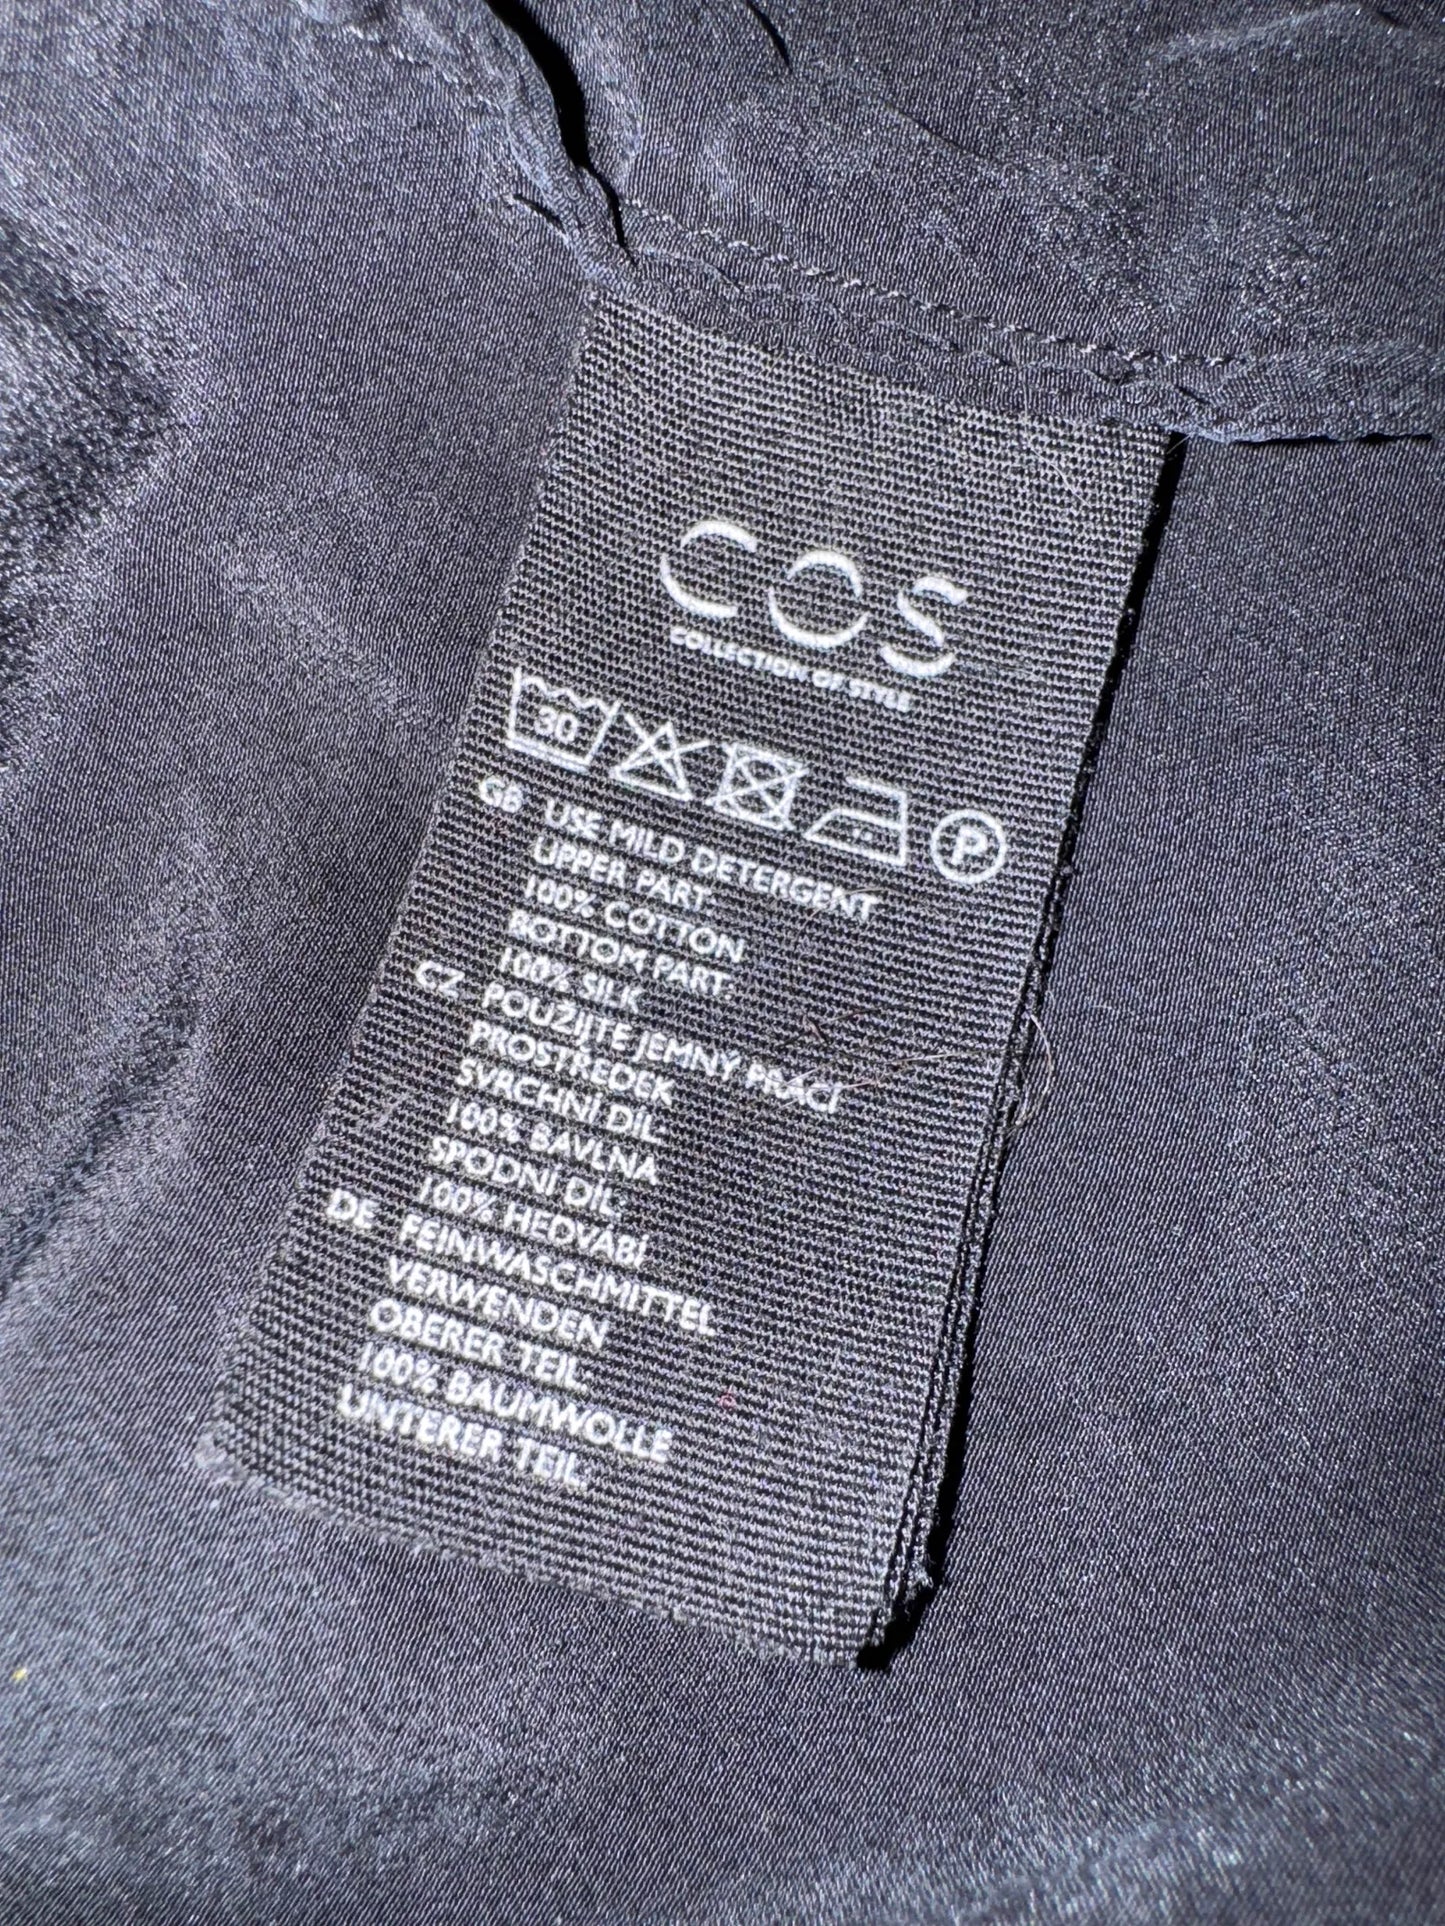 COS
COLLECTION OF STYLE
30 P
GB USE MILD DETERGENT
UPPER PART:
100% COTTON
BOTTOM PART:
100% SILK
CZ POUŽIJTE JEMNÝ PRACÍ
PROSTŘEDEK
SVRCHNÍ DÍL:
100% BAVLNA
SPODNÍ DÍL:
100% HEDVÁBÍ
DE FEINWASCHMITTEL
VERWENDEN
OBERER TEIL:
100% BAUMWOLLE
UNTERER TEIL: